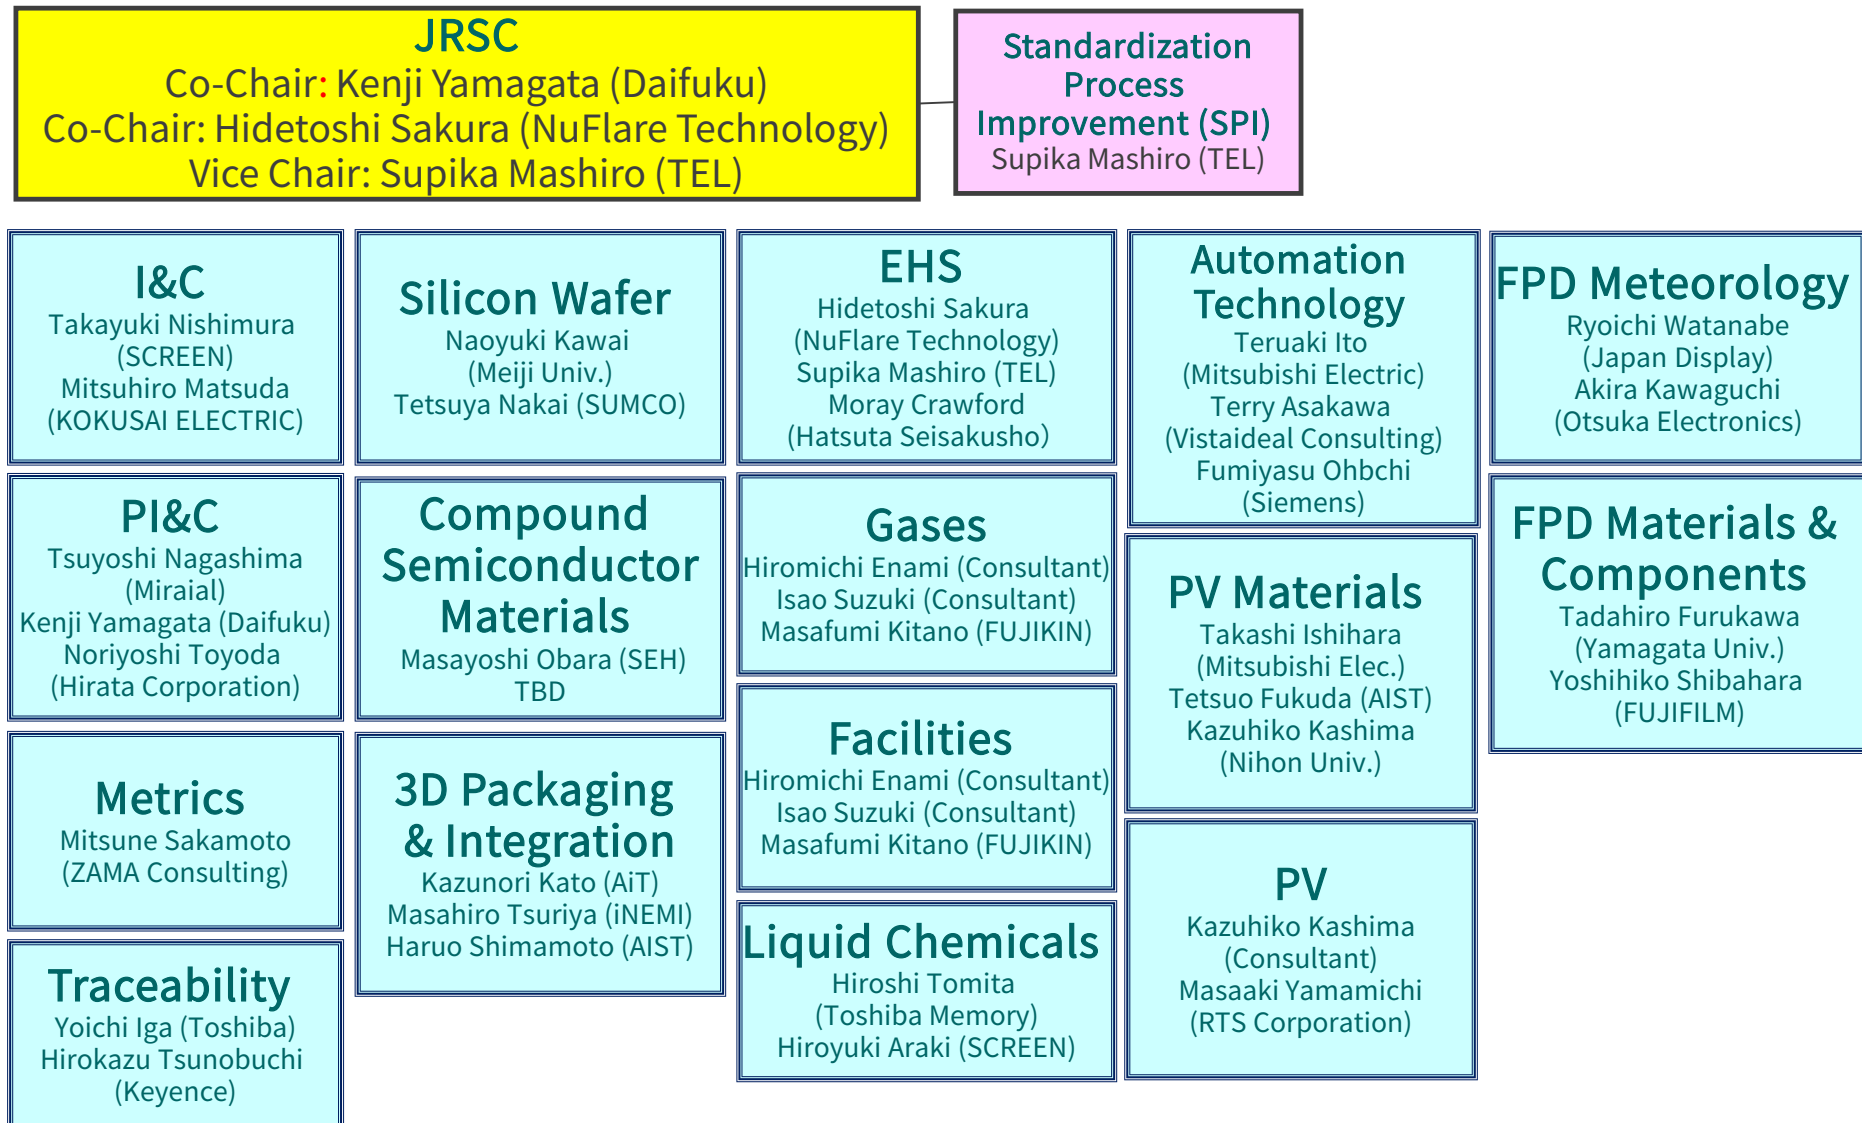 JRSC
Co-Chair: Kenji Yamagata (Daifuku)
Co-Chair: Hidetoshi Sakura (NuFlare Technology)
Vice Chair: Supika Mashiro (TEL)
Standardization
Process
Improvement (SPI)
Supika Mashiro (TEL)
I&C
Takayuki Nishimura
(SCREEN)
Mitsuhiro Matsuda
(KOKUSAI ELECTRIC)
Silicon Wafer
Naoyuki Kawai
(Meiji Univ.)
Tetsuya Nakai (SUMCO)
EHS
Hidetoshi Sakura
(NuFlare Technology)
Supika Mashiro (TEL)
Moray Crawford
(Hatsuta Seisakusho）
Automation
Technology
Teruaki Ito
(Mitsubishi Electric)
Terry Asakawa
(Vistaideal Consulting)
Fumiyasu Ohbchi
(Siemens)
FPD Meteorology
Ryoichi Watanabe
(Japan Display)
Akira Kawaguchi
(Otsuka Electronics)
PI&C
Tsuyoshi Nagashima
(Miraial)
Kenji Yamagata (Daifuku)
Noriyoshi Toyoda
(Hirata Corporation)
Compound
Semiconductor
Materials
Masayoshi Obara (SEH)
TBD
Gases
Hiromichi Enami (Consultant)
Isao Suzuki (Consultant)
Masafumi Kitano (FUJIKIN)
PV Materials
Takashi Ishihara
(Mitsubishi Elec.)
Tetsuo Fukuda (AIST)
Kazuhiko Kashima
(Nihon Univ.)
FPD Materials &
Components
Tadahiro Furukawa
(Yamagata Univ.)
Yoshihiko Shibahara
(FUJIFILM)
Metrics
Mitsune Sakamoto
(ZAMA Consulting)
3D Packaging
& Integration
Kazunori Kato (AiT)
Masahiro Tsuriya (iNEMI)
Haruo Shimamoto (AIST)
Facilities
Hiromichi Enami (Consultant)
Isao Suzuki (Consultant)
Masafumi Kitano (FUJIKIN)
PV
Kazuhiko Kashima
(Consultant)
Masaaki Yamamichi
(RTS Corporation)
Traceability
Yoichi Iga (Toshiba)
Hirokazu Tsunobuchi
(Keyence)
Liquid Chemicals
Hiroshi Tomita
(Toshiba Memory)
Hiroyuki Araki (SCREEN)